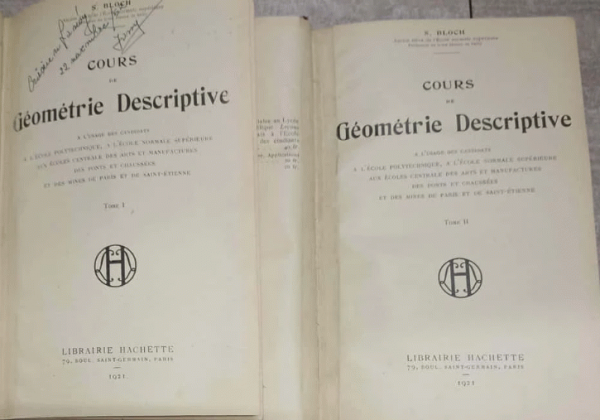 S. BLOCH
COURS
DE
Géométrie Descriptive
A L'USAGE DES CANDIDATS
A L'ÉCOLE POLYTECHNIQUE, A L'ÉCOLE NORMALE SUPÉRIEURE
AUX ÉCOLES CENTRALE DES ARTS ET MANUFACTURES
DES PONTS ET CHAUSSÉES
ET DES MINES DE PARIS ET DE SAINT-ÉTIENNE
Tome I
LIBRAIRIE HACHETTE
79, BOUL. SAINT-GERMAIN, PARIS
1921
22 novembre
S. BLOCH
COURS
DE
Géométrie Descriptive
A L'USAGE DES CANDIDATS
A L'ÉCOLE POLYTECHNIQUE, A L'ÉCOLE NORMALE SUPÉRIEURE
AUX ÉCOLES CENTRALE DES ARTS ET MANUFACTURES
DES PONTS ET CHAUSSÉES
ET DES MINES DE PARIS ET DE SAINT-ÉTIENNE
Tome II
LIBRAIRIE HACHETTE
79, BOUL. SAINT-GERMAIN, PARIS
1921